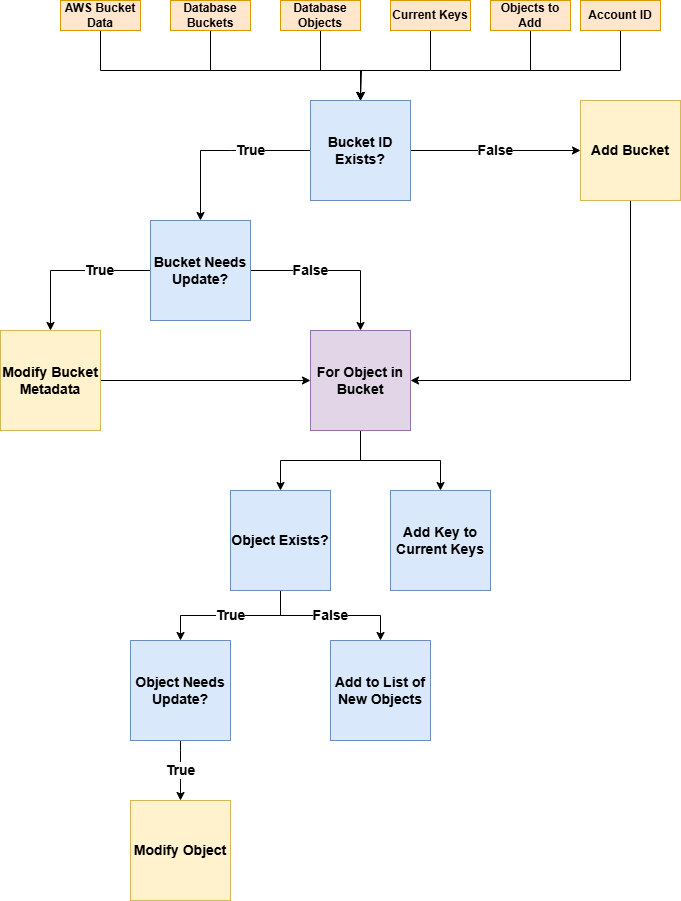 AWS Bucket
Data
Database
Buckets
Database
Objects
Current Keys
Objects to
Add
Account ID
Bucket ID
Exists?
True
False
Add Bucket
Bucket Needs
Update?
True
False
Modify Bucket
Metadata
For Object in
Bucket
Object Exists?
Add Key to
Current Keys
True
False
Object Needs
Update?
Add to List of
New Objects
True
Modify Object